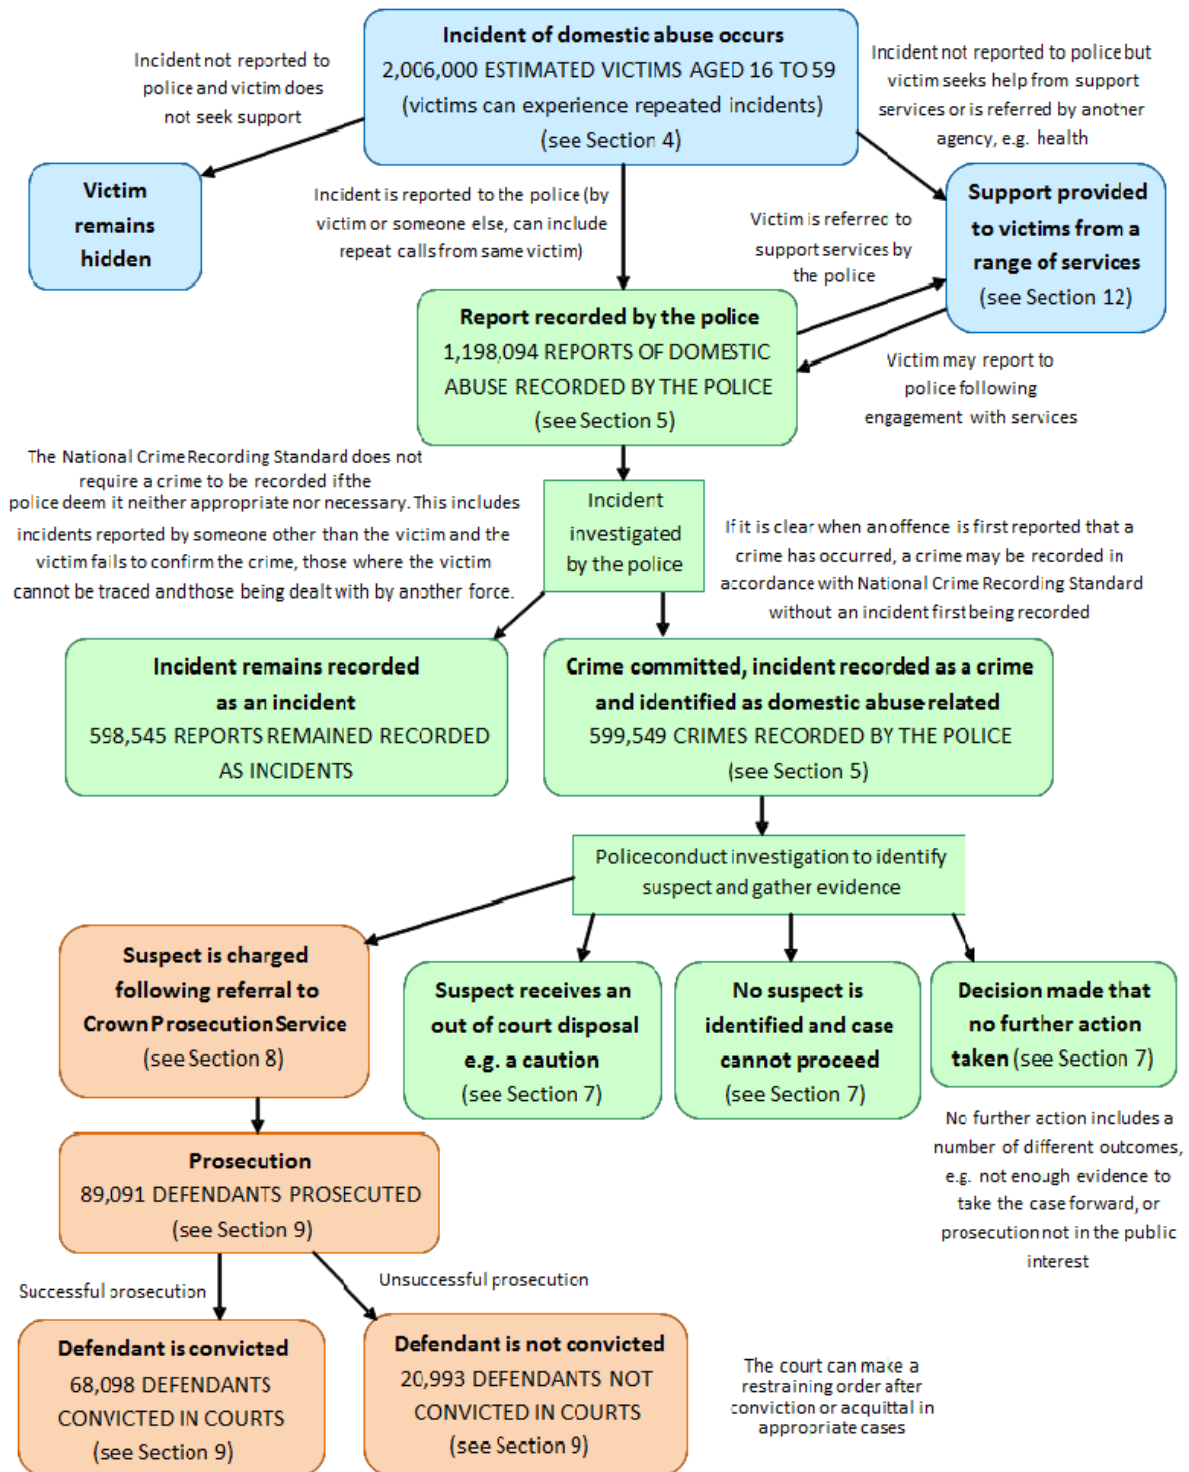 Incident of domestic abuse occurs
2,006,000 ESTIMATED VICTIMS AGED 16 TO 59
(victims can experience repeated incidents)
(see Section 4)
Incident not reported to
police and victim does
not seek support
Incident not reported to police but
victim seeks help from support
services or is referred by another
agency, e.g. health
Victim
remains
hidden
Incident is reported to the police (by
victim or someone else, can include
repeat calls from same victim)
Victim is referred to
support services by
the police
Support provided
to victims from a
range of services
(see Section 12)
Report recorded by the police
1,198,094 REPORTS OF DOMESTIC
ABUSE RECORDED BY THE POLICE
(see Section 5)
Victim may report to
police following
engagement with services
The National Crime Recording Standard does not
require a crime to be recorded if the
police deem it neither appropriate nor necessary. This includes
incidents reported by someone other than the victim and the
victim fails to confirm the crime, those where the victim
cannot be traced and those being dealt with by another force.
Incident
investigated
by the police
If it is clear when an offence is first reported that a
crime has occurred, a crime may be recorded in
accordance with National Crime Recording Standard
without an incident first being recorded
Incident remains recorded
as an incident
598,545 REPORTS REMAINED RECORDED
AS INCIDENTS
Crime committed, incident recorded as a crime
and identified as domestic abuse related
599,549 CRIMES RECORDED BY THE POLICE
(see Section 5)
Police conduct investigation to identify
suspect and gather evidence
Suspect is charged
following referral to
Crown Prosecution Service
(see Section 8)
Suspect receives an
out of court disposal
e.g. a caution
(see Section 7)
No suspect is
identified and case
cannot proceed
(see Section 7)
Decision made that
no further action
taken (see Section 7)
No further action includes a
number of different outcomes,
e.g. not enough evidence to
take the case forward, or
prosecution not in the public
interest
Prosecution
89,091 DEFENDANTS PROSECUTED
(see Section 9)
Successful prosecution
Unsuccessful prosecution
Defendant is convicted
68,098 DEFENDANTS
CONVICTED IN COURTS
(see Section 9)
Defendant is not convicted
20,993 DEFENDANTS NOT
CONVICTED IN COURTS
(see Section 9)
The court can make a
restraining order after
conviction or acquittal in
appropriate cases